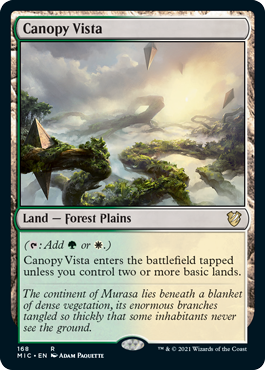 Canopy Vista
Land — Forest Plains
(T: Add G or W.)
Canopy Vista enters the battlefield tapped
unless you control two or more basic lands.
The continent of Murasa lies beneath a blanket
of dense vegetation, its enormous branches
tangled so thickly that some inhabitants never
see the ground.
168 R
MIC • EN ADAM PAQUETTE
™ & © 2021 Wizards of the Coast